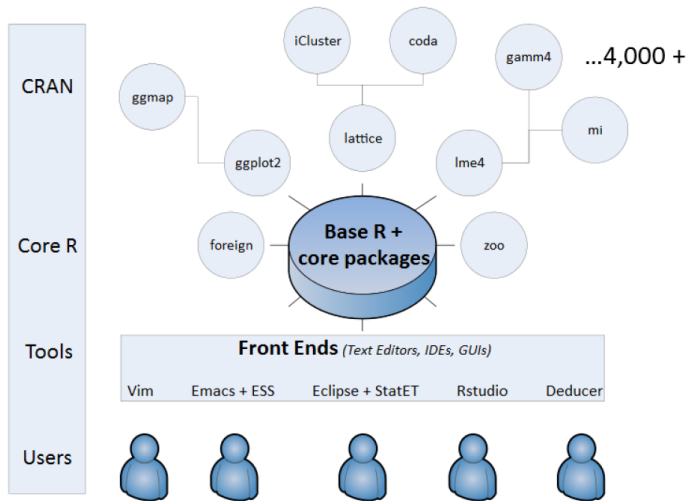 CRAN
iCluster
coda
gamm4
...4,000 +
ggmap
mi
lattice
ggplot2
lme4
Core R
foreign
Base R +
core packages
zoo
Tools
Front Ends (Text Editors, IDEs, GUIs)
Vim
Emacs + ESS
Eclipse + StatET
Rstudio
Deducer
Users